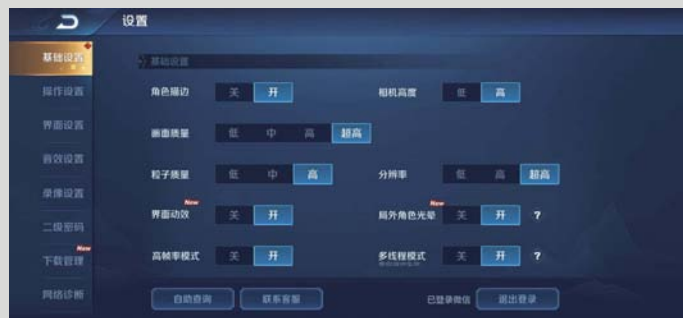 设置
基础设置
操作设置
界面设置
音效设置
录像设置
二级密码
New
下载管理
网络诊断
基础设置
角色描边 关 开 相机高度 低 高
画面质量 低 中 高 超高
粒子质量 低 中 高 分辨率 低 高 超高
New New
界面动效 关 开 局外角色光晕 关 开 ?
高帧率模式 关 开 多线程模式 关 开 ?
自助查询 联系客服 已登录微信 退出登录